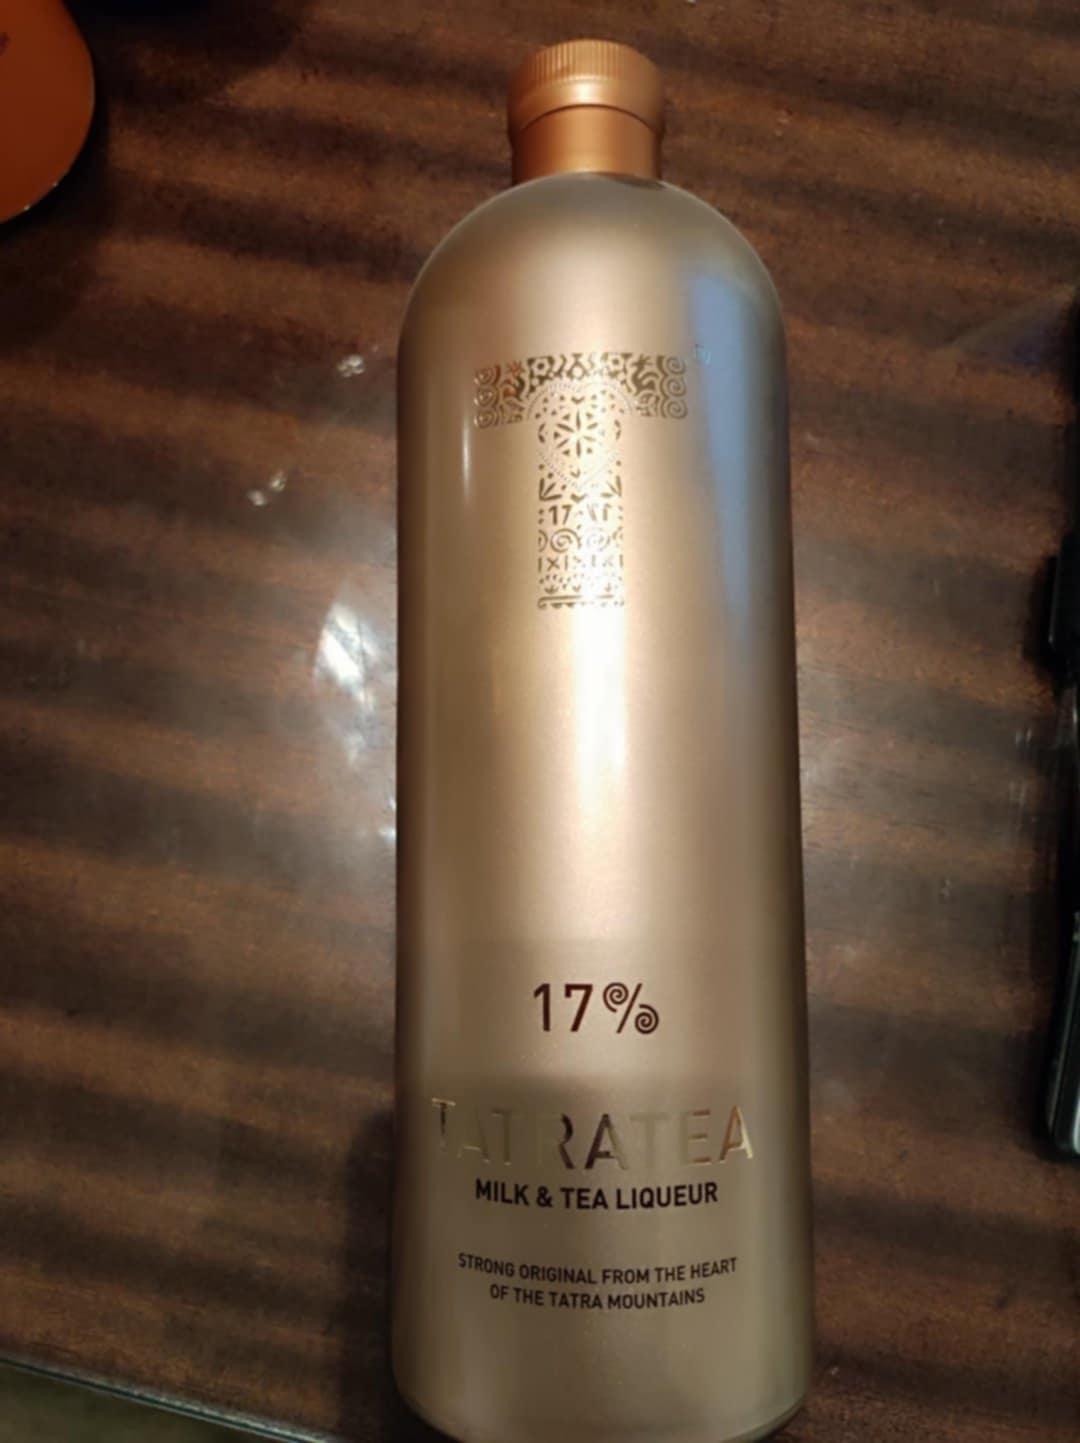 T
17
17%
TATRATEA
MILK & TEA LIQUEUR
STRONG ORIGINAL FROM THE HEART
OF THE TATRA MOUNTAINS